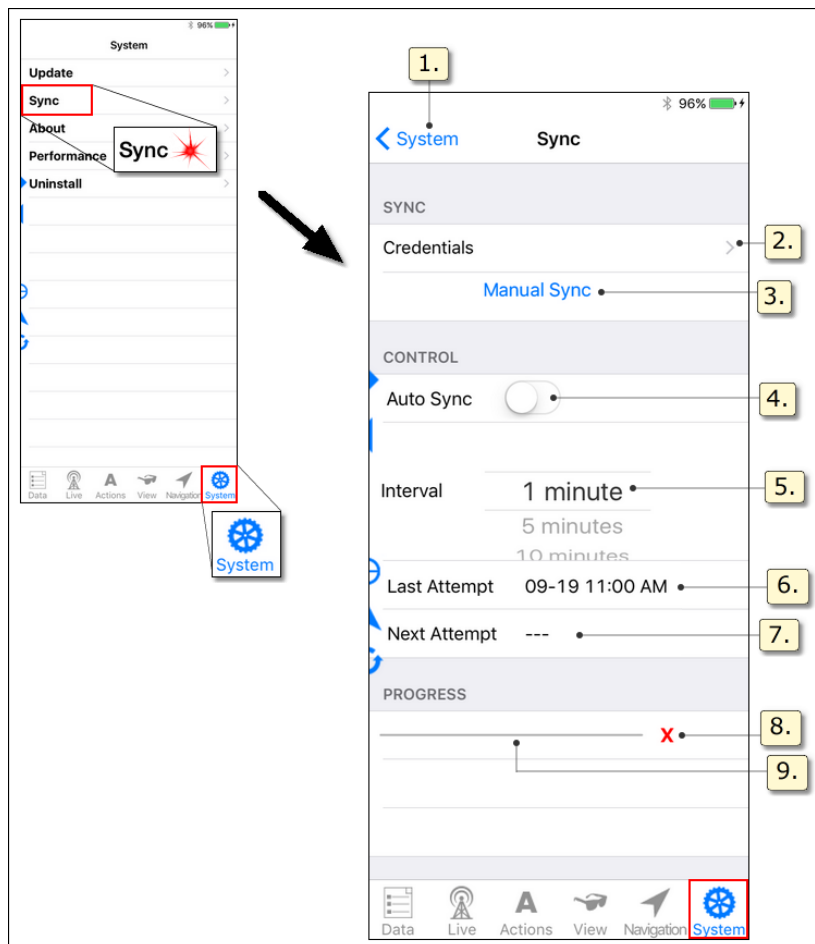 96%
System
Update
Sync
About
Performance
Uninstall
Sync
Data Live Actions View Navigation System
System
1.
96%
System Sync
SYNC
Credentials
2.
Manual Sync
3.
CONTROL
Auto Sync
4.
Interval
1 minute
5.
5 minutes
10 minutes
Last Attempt 09-19 11:00 AM
6.
Next Attempt ---
7.
PROGRESS
X
8.
9.
Data Live Actions View Navigation System